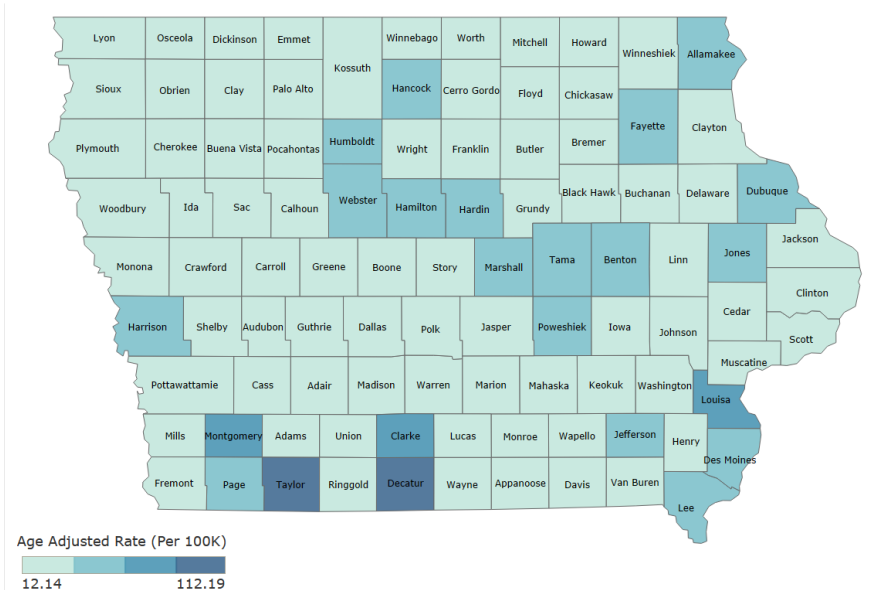 Lyon Osceola Dickinson Emmet Winnebago Worth Mitchell Howard Winneshiek Allamakee
Kossuth
Sioux Obrien Clay Palo Alto Hancock Cerro Gordo Floyd Chickasaw
Plymouth Cherokee Buena Vista Pocahontas Humboldt Wright Franklin Butler Bremer Fayette Clayton
Woodbury Ida Sac Calhoun Webster Hamilton Hardin Grundy Black Hawk Buchanan Delaware Dubuque
Monona Crawford Carroll Greene Boone Story Marshall Tama Benton Linn Jones Jackson
Clinton
Harrison Shelby Audubon Guthrie Dallas Polk Jasper Poweshiek Iowa Johnson Cedar Scott
Muscatine
Pottawattamie Cass Adair Madison Warren Marion Mahaska Keokuk Washington Louisa
Mills Montgomery Adams Union Clarke Lucas Monroe Wapello Jefferson Henry Des Moines
Fremont Page Taylor Ringgold Decatur Wayne Appanoose Davis Van Buren Lee
Age Adjusted Rate (Per 100K)
12.14 112.19